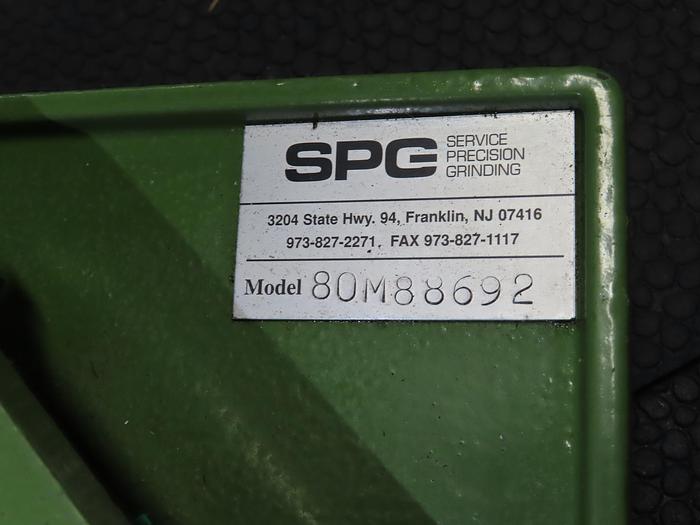 SPG SERVICE
PRECISION
GRINDING
3204 State Hwy. 94, Franklin, NJ 07416
973-827-2271. FAX 973-827-1117
Model 80M88692